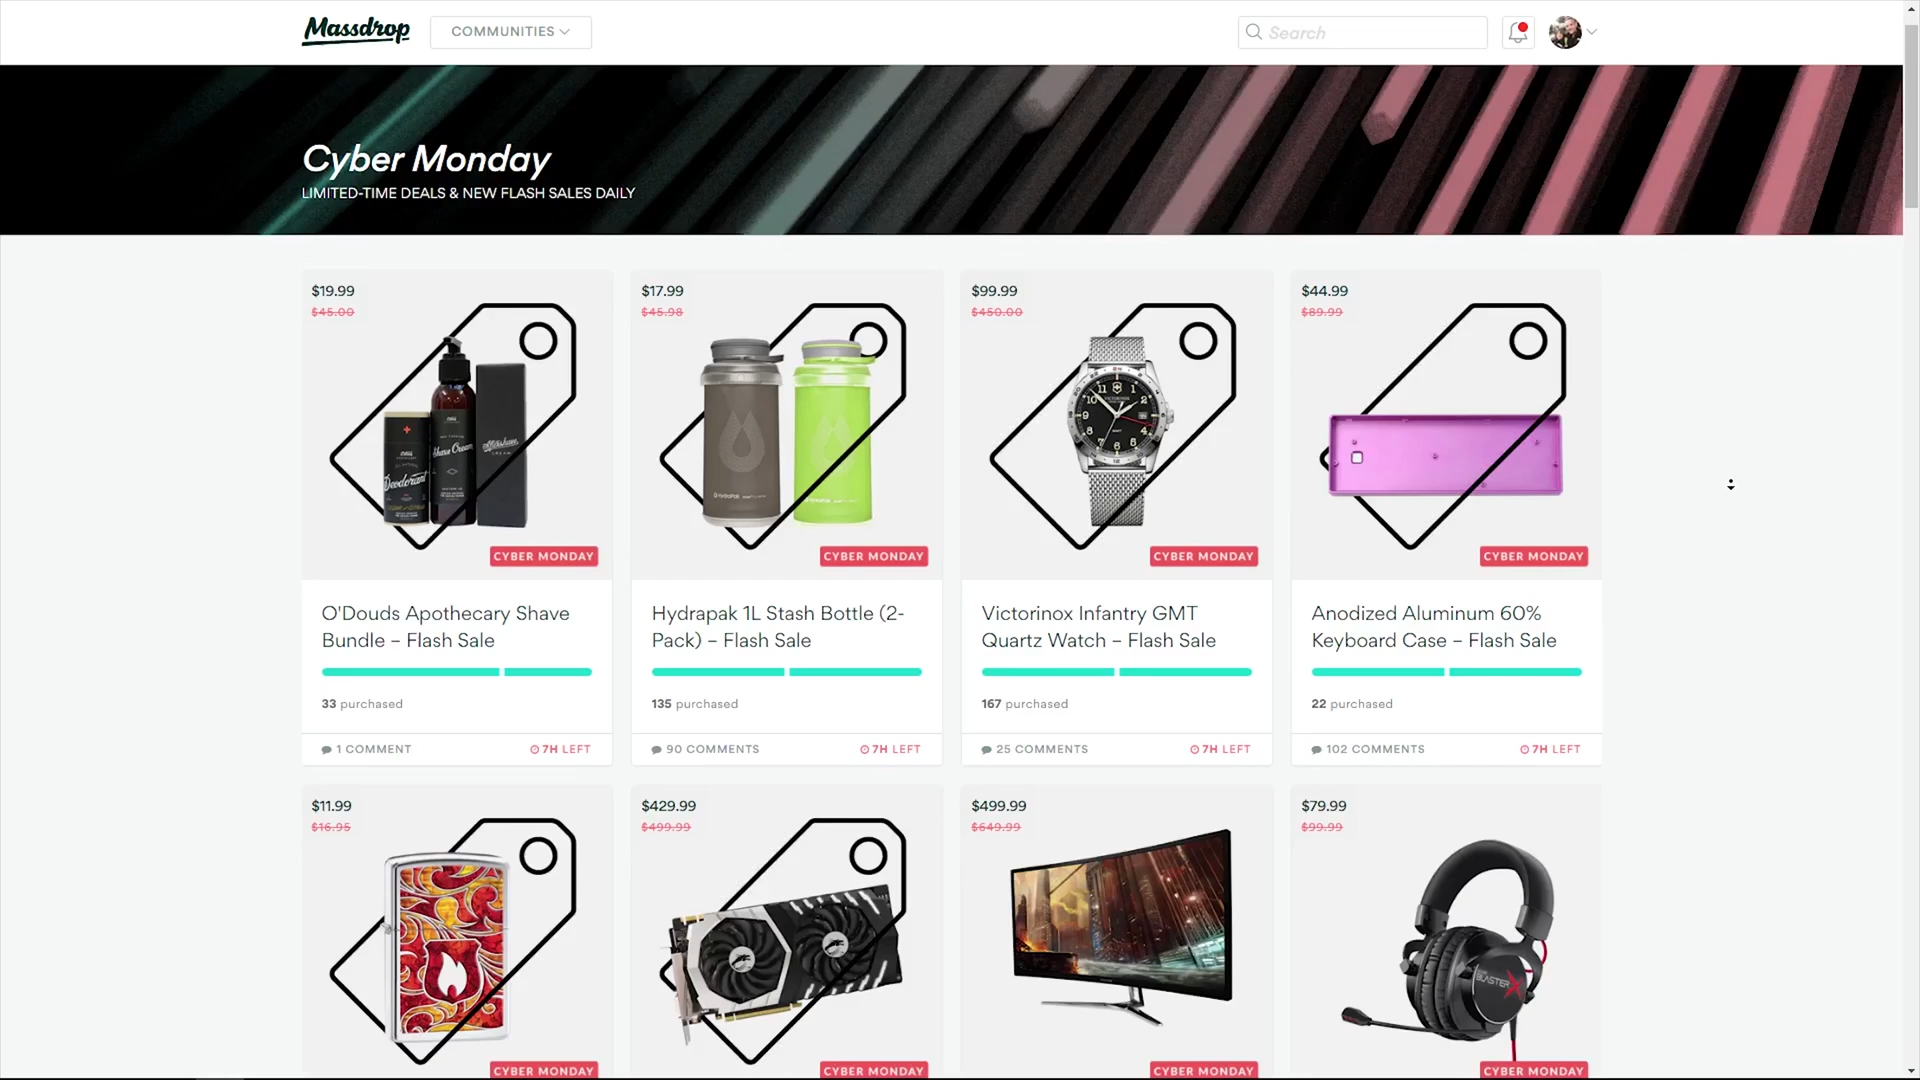 Massdrop
COMMUNITIES
Search
Cyber Monday
LIMITED-TIME DEALS & NEW FLASH SALES DAILY
$19.99
$45.00
Deodorant
Shave Cream
CYBER MONDAY
O'Douds Apothecary Shave
Bundle – Flash Sale
33 purchased
1 COMMENT
7H LEFT
$17.99
$45.98
CYBER MONDAY
Hydrapak 1L Stash Bottle (2-
Pack) – Flash Sale
135 purchased
90 COMMENTS
7H LEFT
$99.99
$450.00
CYBER MONDAY
Victorinox Infantry GMT
Quartz Watch – Flash Sale
167 purchased
25 COMMENTS
7H LEFT
$44.99
$89.99
CYBER MONDAY
Anodized Aluminum 60%
Keyboard Case – Flash Sale
22 purchased
102 COMMENTS
7H LEFT
$11.99
$16.95
CYBER MONDAY
$429.99
$499.99
CYBER MONDAY
$499.99
$649.99
CYBER MONDAY
$79.99
$99.99
BLASTERX
CYBER MONDAY